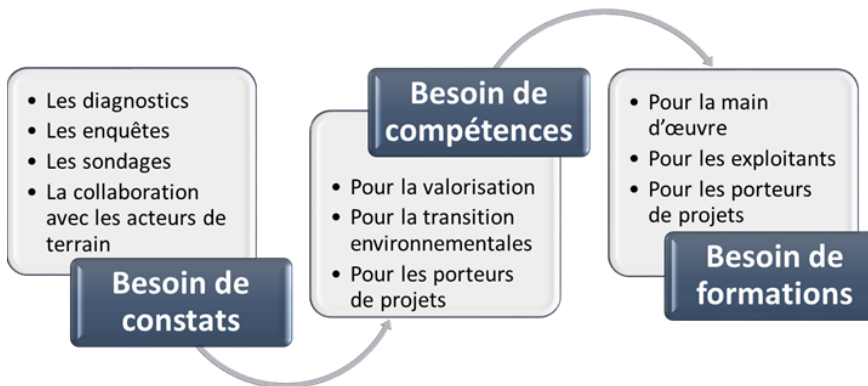 • Les diagnostics
• Les enquêtes
• Les sondages
• La collaboration
avec les acteurs de
terrain
Besoin de
constats
Besoin de
compétences
• Pour la valorisation
• Pour la transition
environnementales
• Pour les porteurs
de projets
• Pour la main
d’œuvre
• Pour les exploitants
• Pour les porteurs
de projets
Besoin de
formations